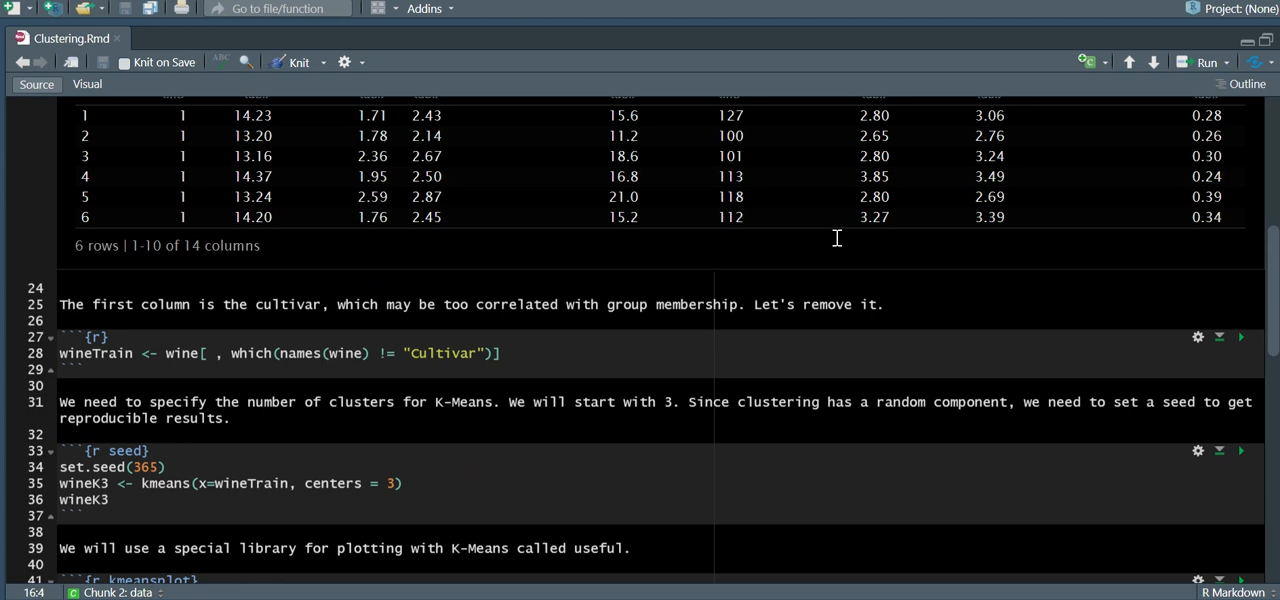 Go to file/function
Addins
Project: (None)
Clustering.Rmd
Knit on Save
ABC
Knit
Run
Source
Visual
Outline
1 1 14.23 1.71 2.43 15.6 127 2.80 3.06 0.28
2 1 13.20 1.78 2.14 11.2 100 2.65 2.76 0.26
3 1 13.16 2.36 2.67 18.6 101 2.80 3.24 0.30
4 1 14.37 1.95 2.50 16.8 113 3.85 3.49 0.24
5 1 13.24 2.59 2.87 21.0 118 2.80 2.69 0.39
6 1 14.20 1.76 2.45 15.2 112 3.27 3.39 0.34
6 rows | 1-10 of 14 columns
24
25 The first column is the cultivar, which may be too correlated with group membership. Let's remove it.
26
27 ```{r}
28 wineTrain <- wine[ , which(names(wine) != "Cultivar")]
29 ```
30
31 We need to specify the number of clusters for K-Means. We will start with 3. Since clustering has a random component, we need to set a seed to get
reproducible results.
32
33 ```{r seed}
34 set.seed(365)
35 wineK3 <- kmeans(x=wineTrain, centers = 3)
36 wineK3
37 ```
38
39 We will use a special library for plotting with K-Means called useful.
40
41 ```{r kmeansplot}
16:4
C Chunk 2: data
R Markdown